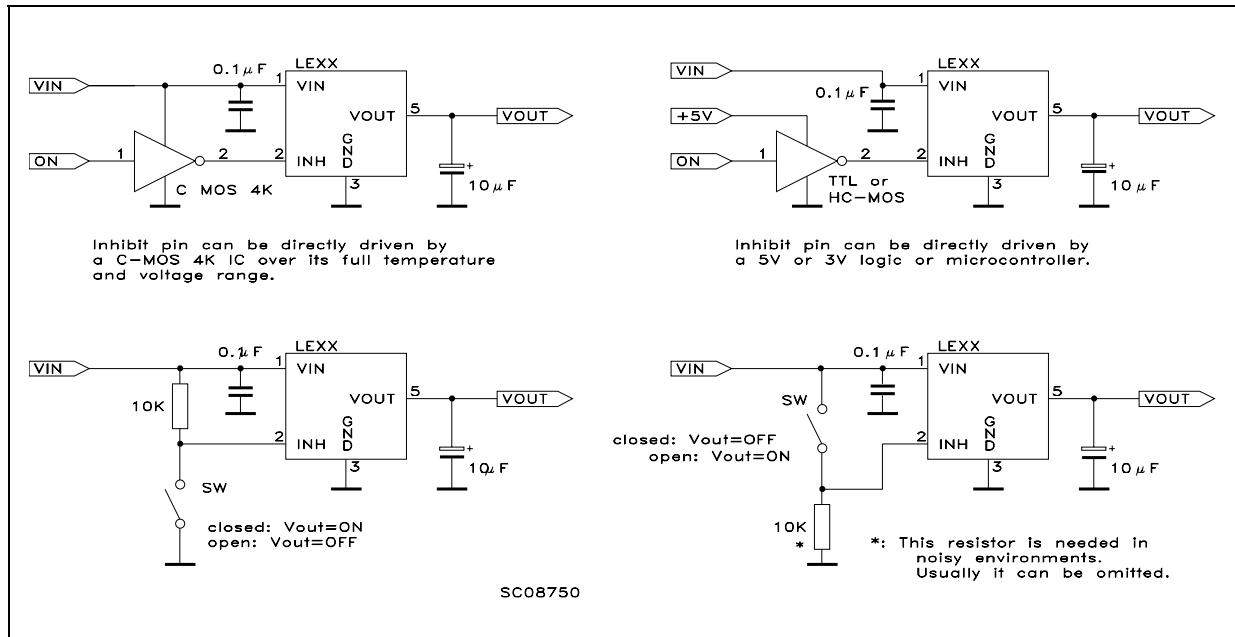 LEXX
0.1µF
VIN
1
VIN
VOUT
5
VOUT
GND
ON
1
2
2
INH
3
+
10µF
C MOS 4K
Inhibit pin can be directly driven by
a C-MOS 4K IC over its full temperature
and voltage range.
LEXX
VIN
1
VIN
0.1µF
+5V
VOUT
5
VOUT
GND
ON
1
2
2
INH
3
+
10µF
TTL or
HC-MOS
Inhibit pin can be directly driven by
a 5V or 3V logic or microcontroller.
LEXX
0.1µF
VIN
1
VIN
10K
VOUT
5
VOUT
GND
2
INH
3
+
10µF
SW
closed: Vout=ON
open: Vout=OFF
LEXX
0.1µF
VIN
1
VIN
SW
VOUT
5
VOUT
GND
closed: Vout=OFF
open: Vout=ON
2
INH
3
+
10µF
10K
*
*: This resistor is needed in
noisy environments.
Usually it can be omitted.
SC08750